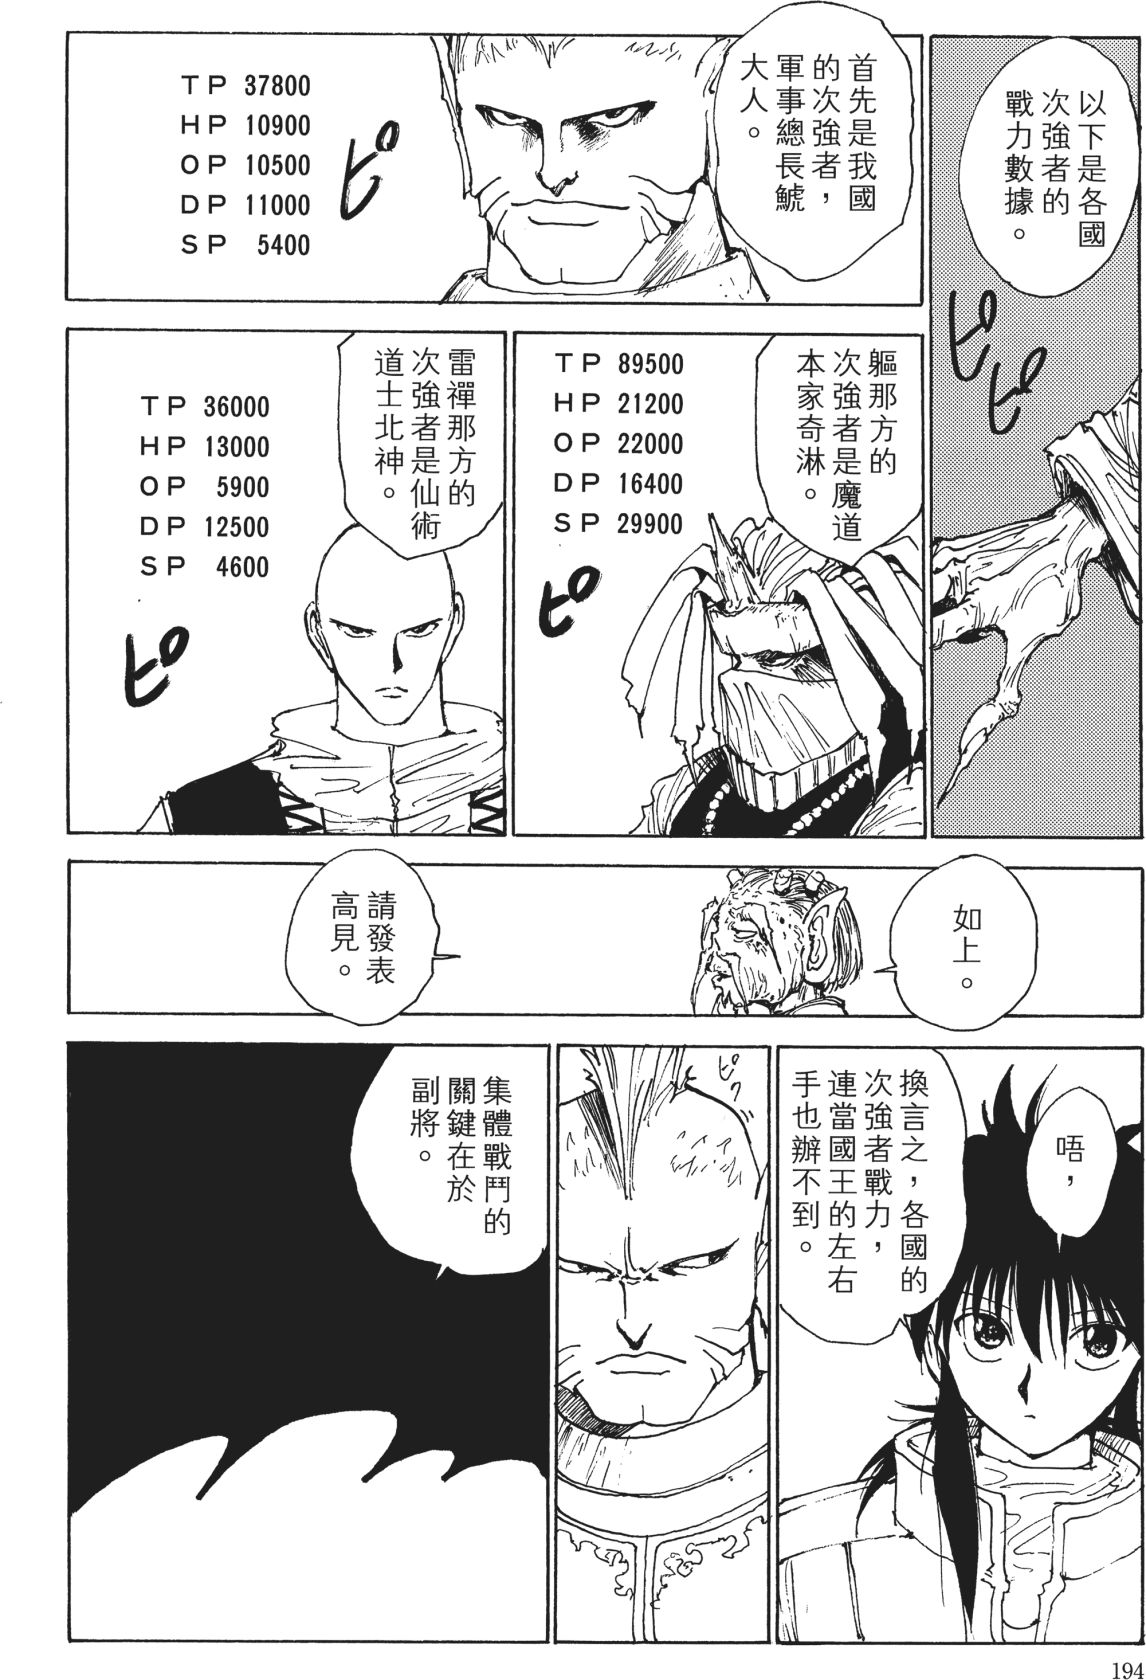 以下是各國
次強者的
戰力數據。
ピ
ピ
首先是我國
的次強者，
軍事總長鯱
大人。
ピ
TP 37800
HP 10900
OP 10500
DP 11000
SP 5400
軀那方的
次強者是魔道
本家奇淋。
TP 89500
HP 21200
OP 22000
DP 16400
SP 29900
ピ
雷禪那方的
次強者是仙術
道士北神。
TP 36000
HP 13000
OP 5900
DP 12500
SP 4600
ピ
如上。
請發表
高見。
唔，
換言之，各國的
次強者戰力，
連當國王的左右
手也辦不到。
ピク
集體戰鬥的
關鍵在於
副將。
194